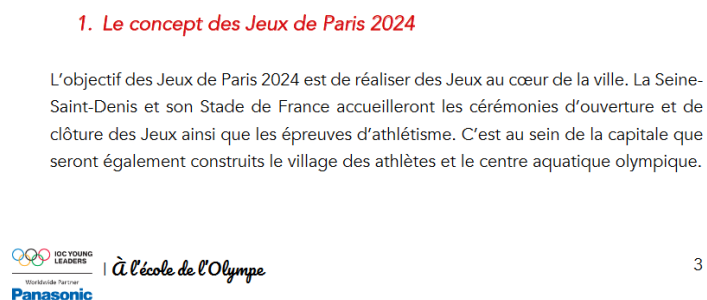 1. Le concept des Jeux de Paris 2024
L'objectif des Jeux de Paris 2024 est de réaliser des Jeux au cœur de la ville. La Seine-
Saint-Denis et son Stade de France accueilleront les cérémonies d'ouverture et de
clôture des Jeux ainsi que les épreuves d'athlétisme. C'est au sein de la capitale que
seront également construits le village des athlètes et le centre aquatique olympique.
IOC YOUNG
LEADERS
Worldwide Partner
Panasonic
| À l'école de l'Olympe
3